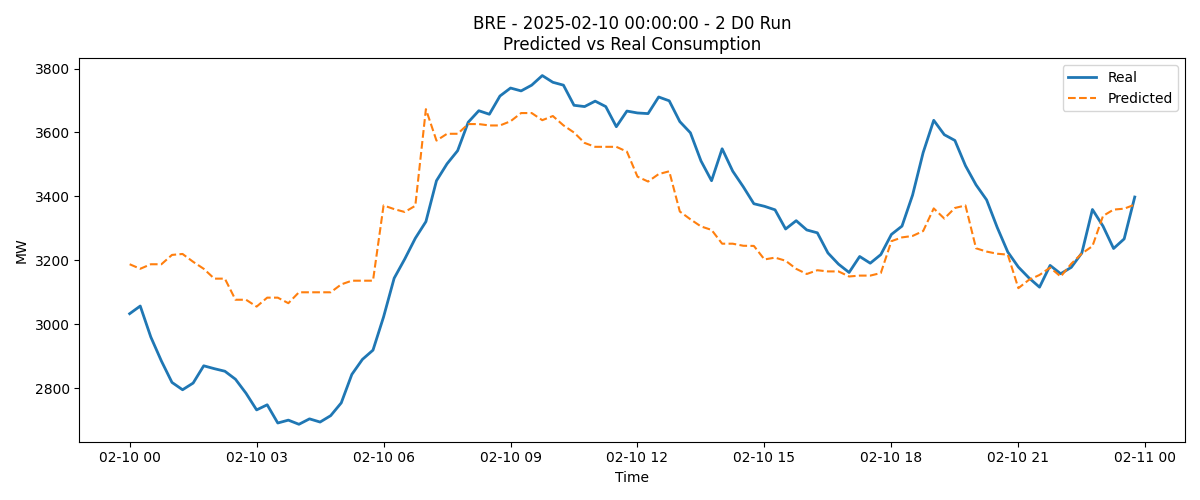 BRE - 2025-02-10 00:00:00 - 2 D0 Run
Predicted vs Real Consumption
Real
Predicted
MW
3800
3600
3400
3200
3000
2800
02-10 00
02-10 03
02-10 06
02-10 09
02-10 12
02-10 15
02-10 18
02-10 21
02-11 00
Time